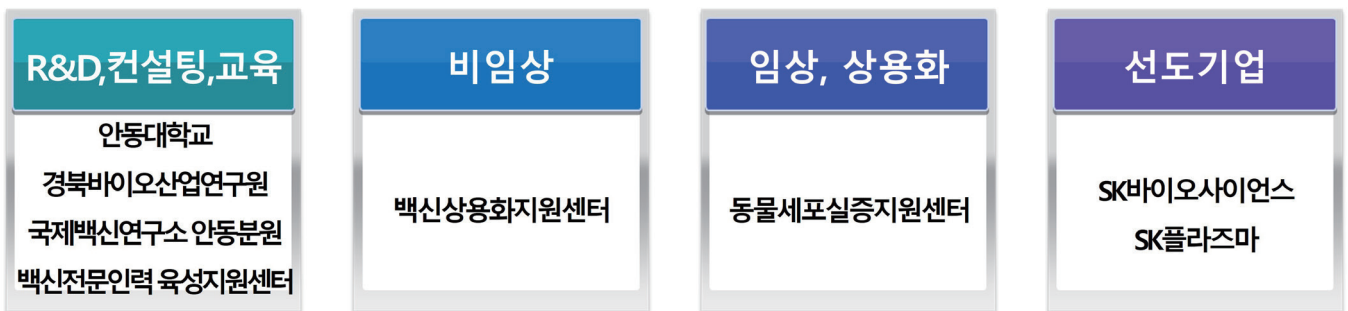 R&D,컨설팅,교육
안동대학교
경북바이오산업연구원
국제백신연구소 안동분원
백신전문인력 육성지원센터
비임상
백신상용화지원센터
임상, 상용화
동물세포실증지원센터
선도기업
SK바이오사이언스
SK플라즈마